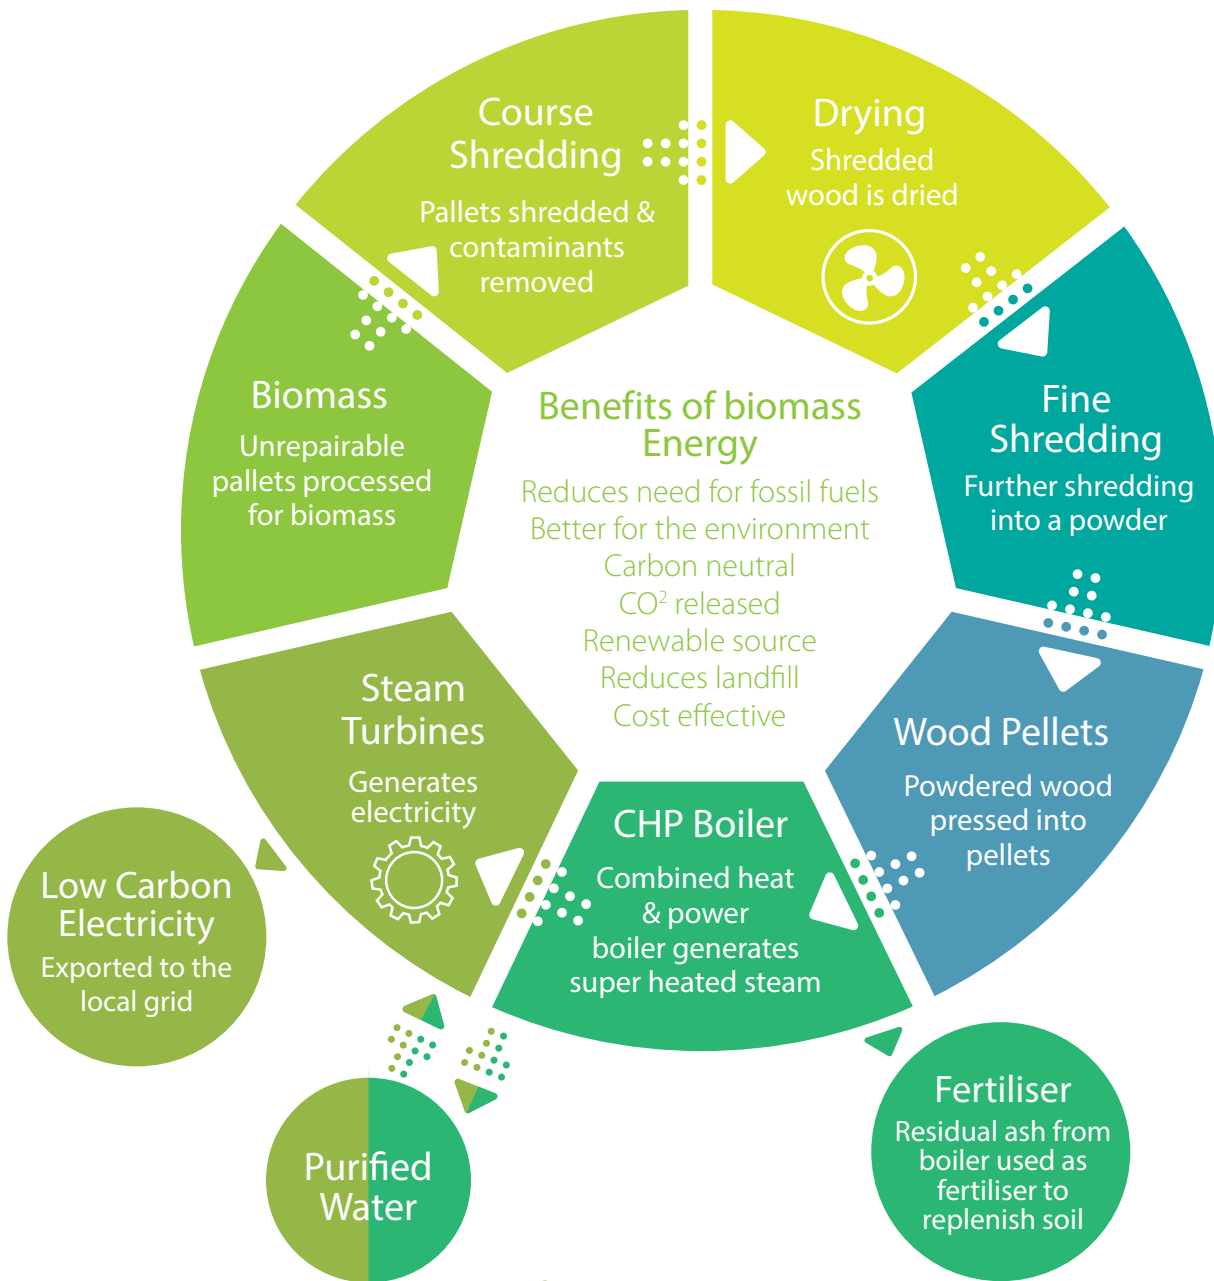 Course
Shredding
Pallets shredded &
contaminants
removed
Drying
Shredded
wood is dried
Biomass
Unrepairable
pallets processed
for biomass
Benefits of biomass
Energy
Reduces need for fossil fuels
Better for the environment
Carbon neutral
CO² released
Renewable source
Reduces landfill
Cost effective
Fine
Shredding
Further shredding
into a powder
Steam
Turbines
Generates
electricity
Wood Pellets
Powdered wood
pressed into
pellets
CHP Boiler
Combined heat
& power
boiler generates
super heated steam
Low Carbon
Electricity
Exported to the
local grid
Purified
Water
Fertiliser
Residual ash from
boiler used as
fertiliser to
replenish soil